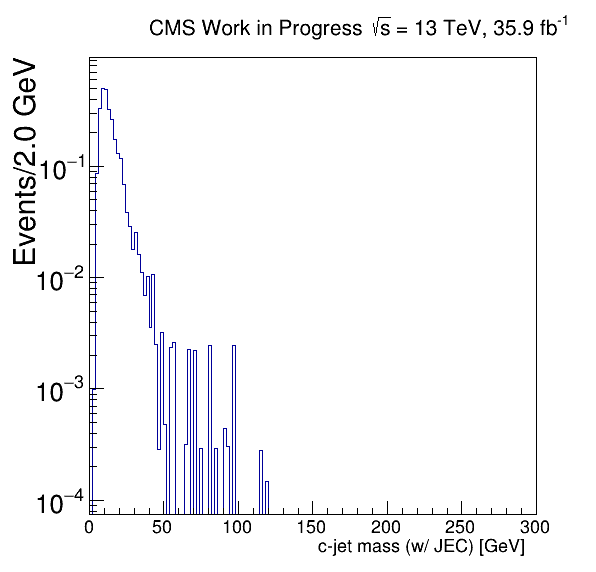 CMS Work in Progress √s = 13 TeV, 35.9 fb⁻¹
Events/2.0 GeV
10⁻¹
10⁻²
10⁻³
10⁻⁴
0 50 100 150 200 250 300
c-jet mass (w/ JEC) [GeV]